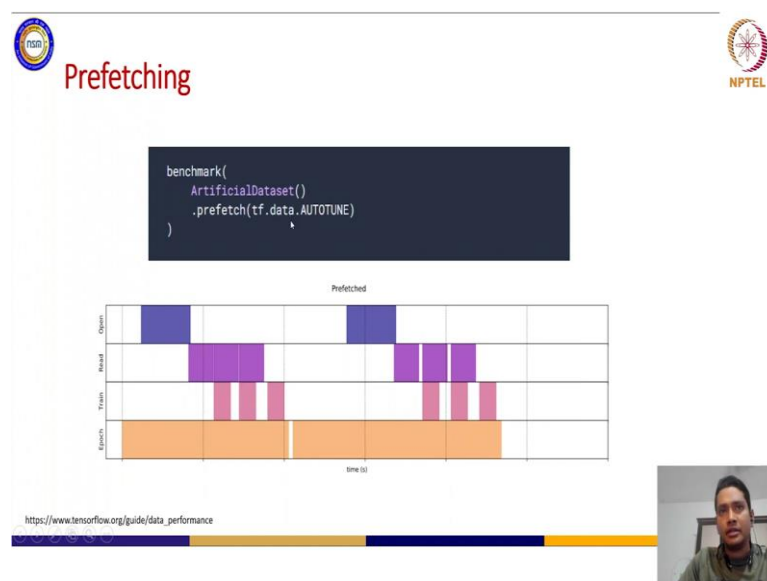 nsm
NPTEL
Prefetching
benchmark(
ArtificialDataset()
.prefetch(tf.data.AUTOTUNE)
)
Prefetched
Open
Read
Train
Epoch
time (s)
https://www.tensorflow.org/guide/data_performance